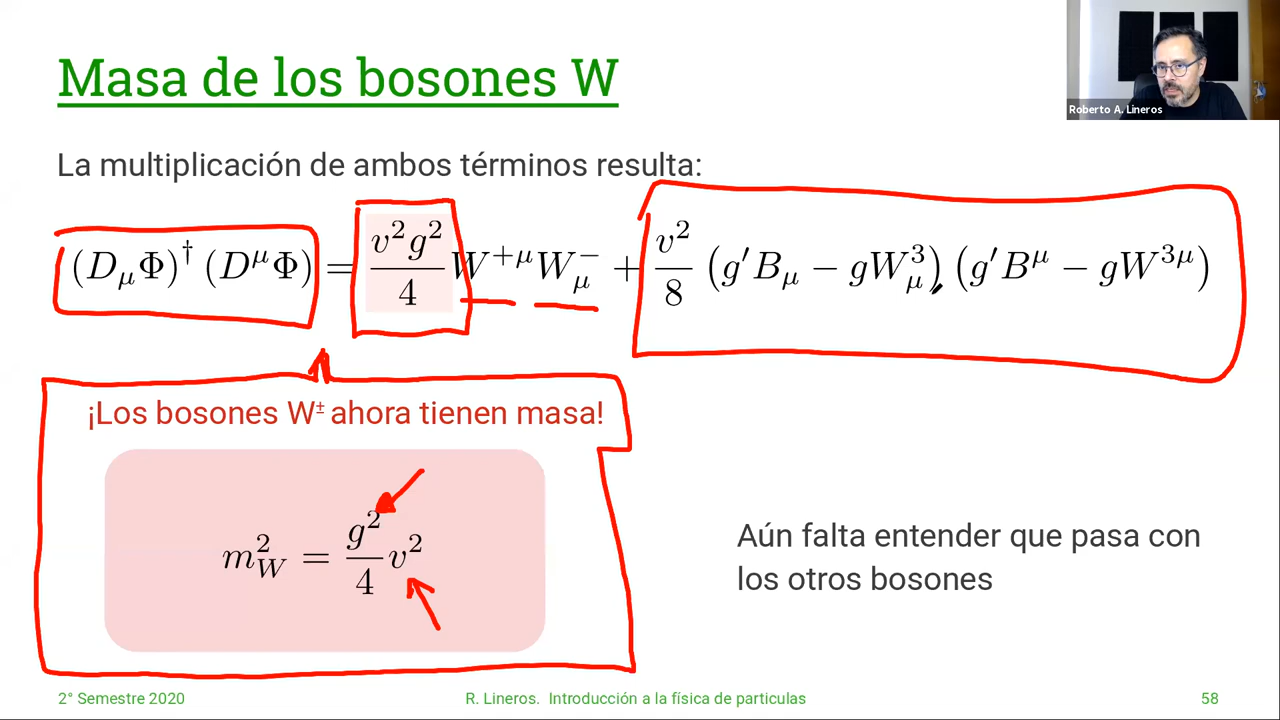 Masa de los bosones W
Roberto A. Lineros
La multiplicación de ambos términos resulta:
(D_μΦ)† (D^μΦ) = v²g²/4 W^{+μ}W^-_μ + v²/8 (g′B_μ − gW³_μ) (g′B^μ − gW^{3μ})
¡Los bosones W± ahora tienen masa!
m²_W = g²/4 v²
Aún falta entender que pasa con
los otros bosones
2° Semestre 2020
R. Lineros. Introducción a la física de particulas
58